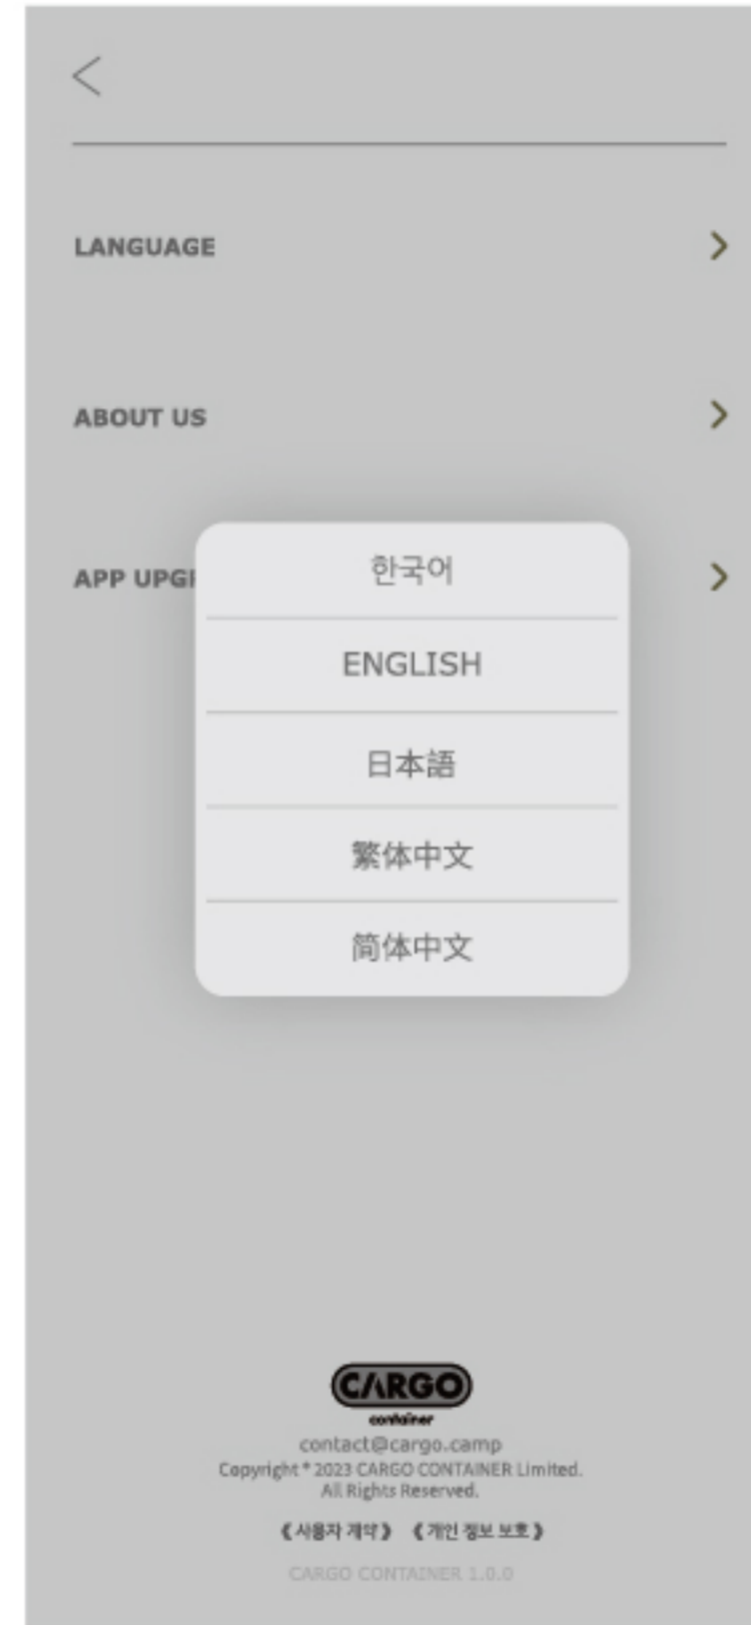 LANGUAGE
ABOUT US
APP UPGR
한국어
ENGLISH
日本語
繁体中文
简体中文
CARGO
container
contact@cargo.camp
Copyright * 2023 CARGO CONTAINER Limited.
All Rights Reserved.
《사용자 계약》 《개인 정보 보호》
CARGO CONTAINER 1.0.0